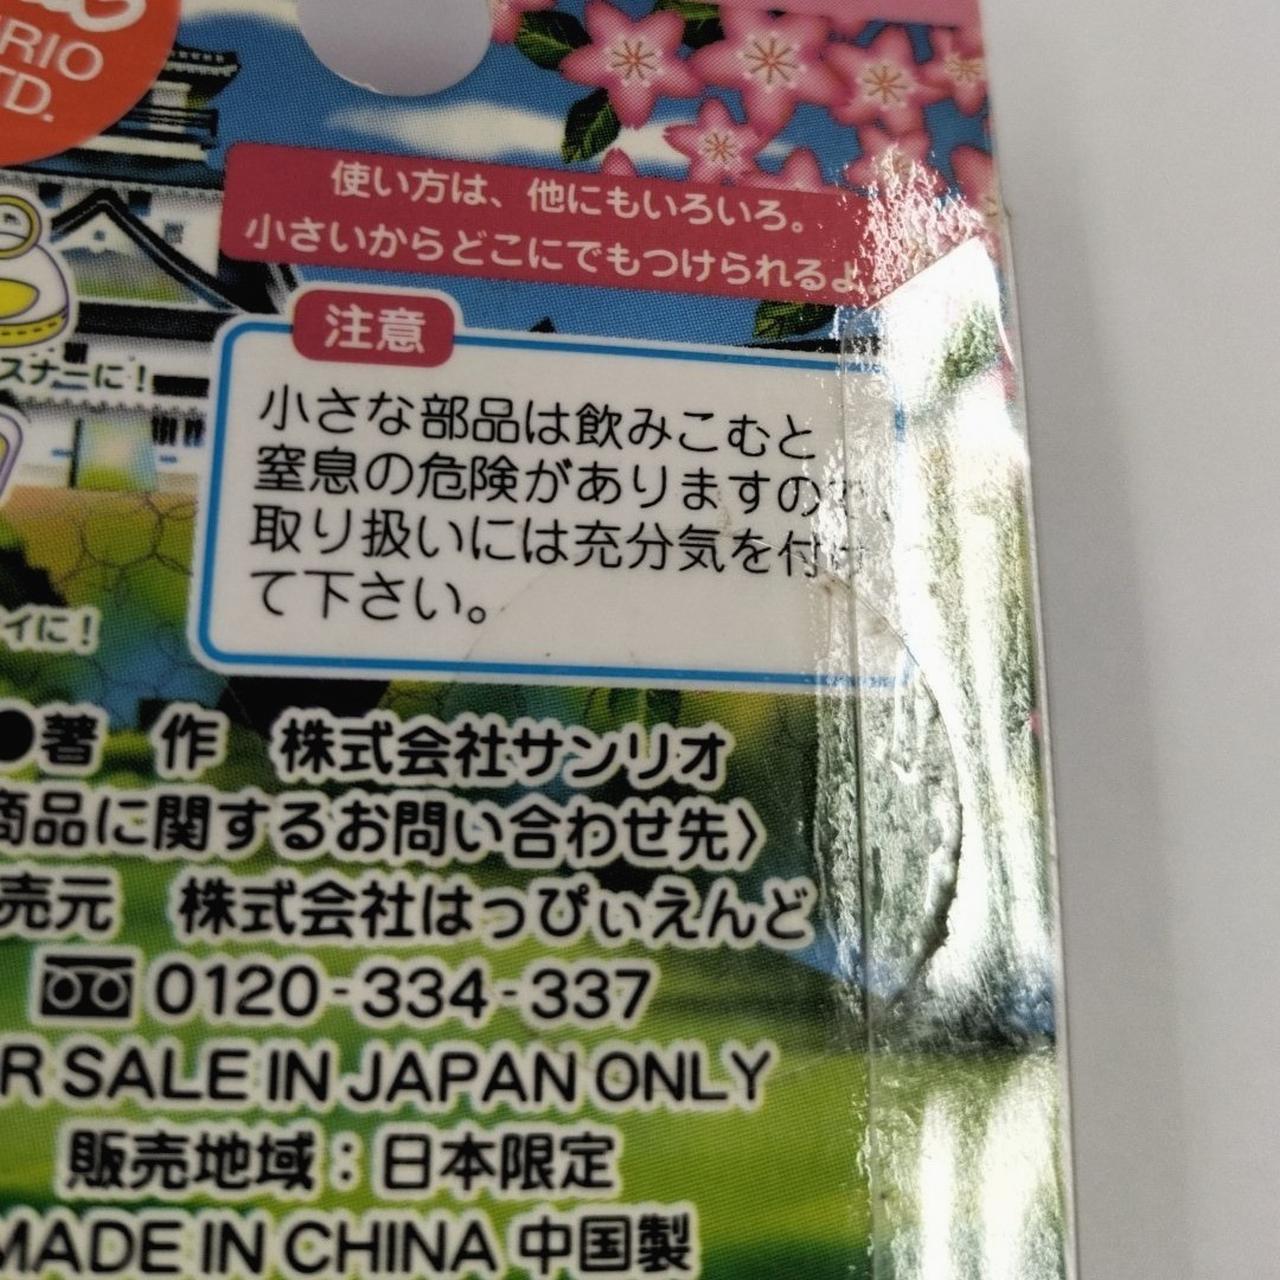 RIO
TD.
使い方は、他にもいろいろ。
小さいからどこにでもつけられるよ
注意
スナーに!
小さな部品は飲みこむと
窒息の危険がありますので
取り扱いには充分気を付け
て下さい。
イに!
●著 作 株式会社サンリオ
商品に関するお問い合わせ先〉
売元 株式会社はっぴぃえんど
0120-334-337
R SALE IN JAPAN ONLY
販売地域:日本限定
MADE IN CHINA 中国製